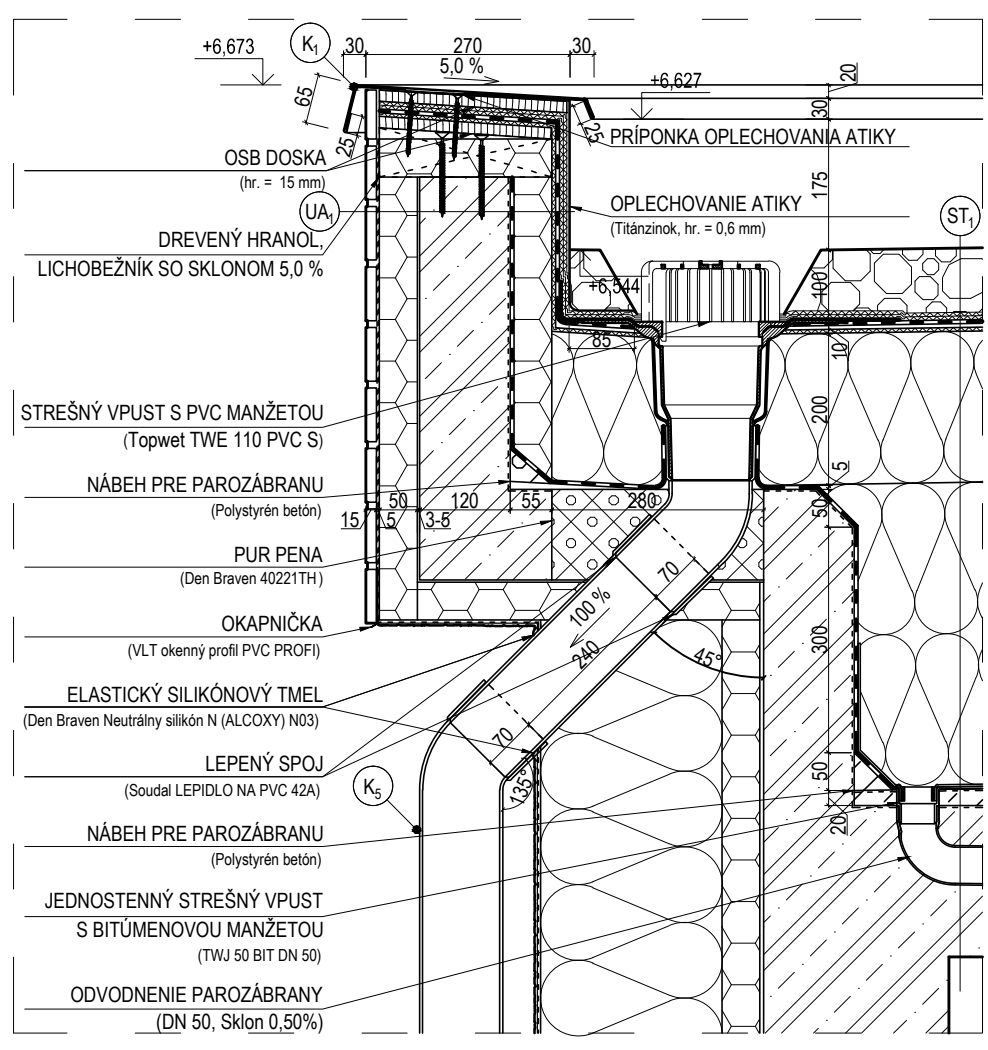 +6,673
K1
30
270
30
5,0 %
20
+6,627
65
30
25
25
PRÍPONKA OPLECHOVANIA ATIKY
OSB DOSKA
(hr. = 15 mm)
175
UA1
OPLECHOVANIE ATIKY
(Titánzinok, hr. = 0,6 mm)
ST1
DREVENÝ HRANOL,
LICHOBEŽNÍK SO SKLONOM 5,0 %
+6,544
100
85
10
STREŠNÝ VPUST S PVC MANŽETOU
(Topwet TWE 110 PVC S)
200
NÁBEH PRE PAROZÁBRANU
(Polystyrén betón)
5
50
120
55
280
15
5
3-5
50
PUR PENA
(Den Braven 40221TH)
70
100 %
240
OKAPNIČKA
(VLT okenný profil PVC PROFI)
300
45°
ELASTICKÝ SILIKÓNOVÝ TMEL
(Den Braven Neutrálny silikón N (ALCOXY) N03)
70
LEPENÝ SPOJ
(Soudal LEPIDLO NA PVC 42A)
K5
135°
50
20
NÁBEH PRE PAROZÁBRANU
(Polystyrén betón)
JEDNOSTENNÝ STREŠNÝ VPUST
S BITÚMENOVOU MANŽETOU
(TWJ 50 BIT DN 50)
ODVODNENIE PAROZÁBRANY
(DN 50, Sklon 0,50%)